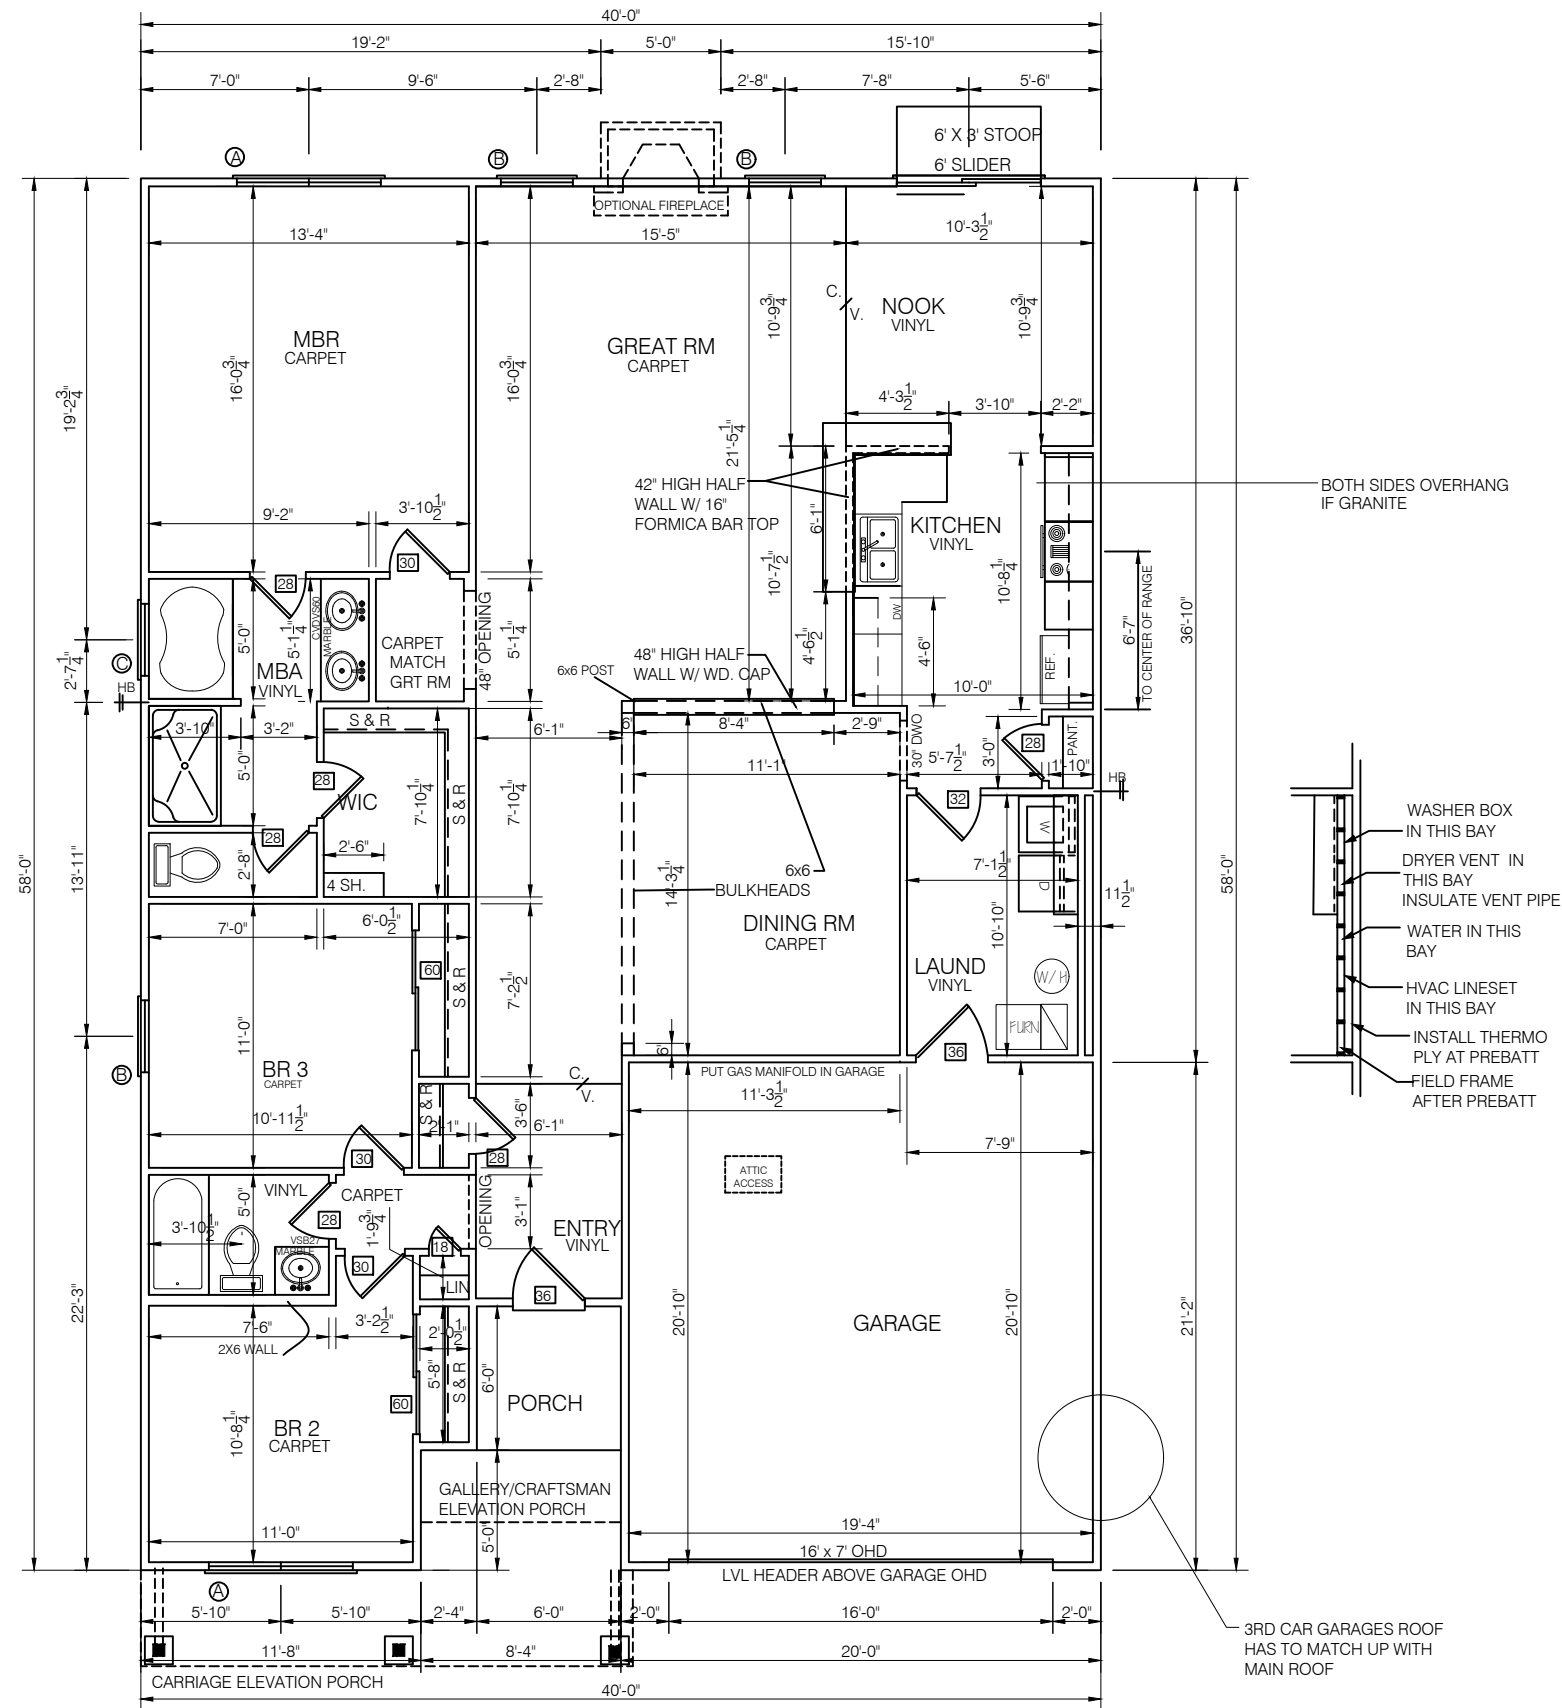 40'-0"
19'-2"
5'-0"
15'-10"
7'-0"
9'-6"
2'-8"
2'-8"
7'-8"
5'-6"
6' X 3' STOOP
6' SLIDER
A
B
B
OPTIONAL FIREPLACE
13'-4"
15'-5"
10'-3 1/2"
MBR
CARPET
GREAT RM
CARPET
C.
V.
NOOK
VINYL
10'-9 3/4"
10'-9 3/4"
16'-0 3/4"
16'-0 3/4"
19'-2 3/4"
21'-5 1/4"
4'-3 1/2"
3'-10"
2'-2"
42" HIGH HALF
WALL W/ 16"
FORMICA BAR TOP
6'-1"
KITCHEN
VINYL
BOTH SIDES OVERHANG
IF GRANITE
9'-2"
3'-10 1/2"
30
28
10'-7 1/2"
10'-8 1/4"
6'-7"
TO CENTER OF RANGE
36'-10"
5'-0"
5'-1 1/4"
CVDVS60
MARBLE
MBA
VINYL
CARPET
MATCH
GRT RM
48" OPENING
5'-1 1/4"
DW
4'-6 1/2"
4'-6"
REF.
48" HIGH HALF
WALL W/ WD. CAP
6x6 POST
10'-0"
C
2'-7 1/4"
HB
S & R
3'-10"
3'-2"
6'-1"
6"
8'-4"
2'-9"
30" DWO
5'-7 1/2"
3'-0"
28
PANT.
1'-10"
HB
11'-1"
5'-0"
28
WIC
7'-10 1/4"
S & R
7'-10 1/4"
32
W
D
7'-1 1/2"
11 1/2"
28
2'-8"
2'-6"
4 SH.
6x6
BULKHEADS
14'-3 1/4"
58'-0"
13'-11"
58'-0"
WASHER BOX
IN THIS BAY
DRYER VENT IN
THIS BAY
INSULATE VENT PIPE
WATER IN THIS
BAY
HVAC LINESET
IN THIS BAY
INSTALL THERMO
PLY AT PREBATT
FIELD FRAME
AFTER PREBATT
7'-0"
6'-0 1/2"
60
S & R
7'-2 1/2"
DINING RM
CARPET
10'-10"
LAUND
VINYL
W/H
FURN
36
11'-0"
BR 3
CARPET
B
6"
PUT GAS MANIFOLD IN GARAGE
C.
V.
11'-3 1/2"
10'-11 1/2"
S & R
2'-1"
3'-6"
6'-1"
7'-9"
30
28
ATTIC
ACCESS
VINYL
CARPET
5'-0"
3'-10 1/2"
28
1'-9 3/4"
OPENING
3'-1"
ENTRY
VINYL
VSB27
MARBLE
30
18
LIN
36
22'-3"
7'-6"
3'-2 1/2"
2'-0 1/2"
2X6 WALL
5'-8"
S & R
6'-0"
20'-10"
GARAGE
20'-10"
21'-2"
60
PORCH
BR 2
CARPET
10'-8 1/4"
GALLERY/CRAFTSMAN
ELEVATION PORCH
5'-0"
11'-0"
19'-4"
16' x 7' OHD
LVL HEADER ABOVE GARAGE OHD
A
5'-10"
5'-10"
2'-4"
6'-0"
2'-0"
16'-0"
2'-0"
11'-8"
8'-4"
20'-0"
3RD CAR GARAGES ROOF
HAS TO MATCH UP WITH
MAIN ROOF
CARRIAGE ELEVATION PORCH
40'-0"